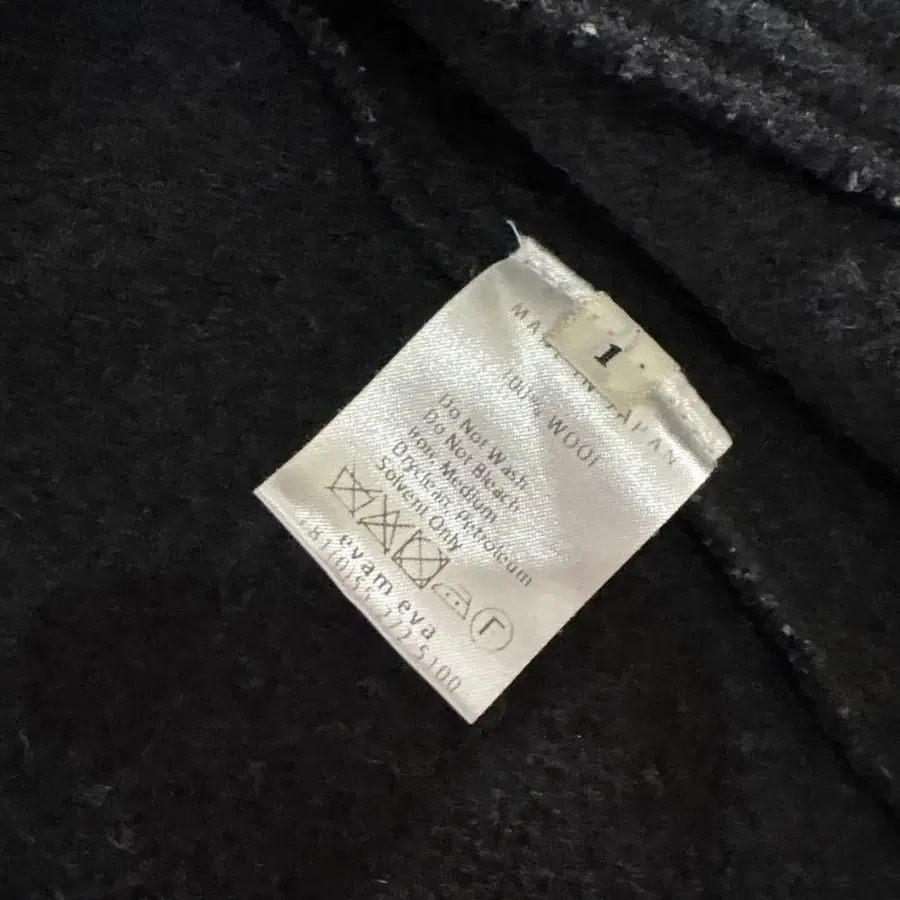 1
MADE IN JAPAN
100% WOOL
Do Not Wash
Do Not Bleach
Iron, Medium
Dryclean, Petroleum
Solvent Only
F
evam eva